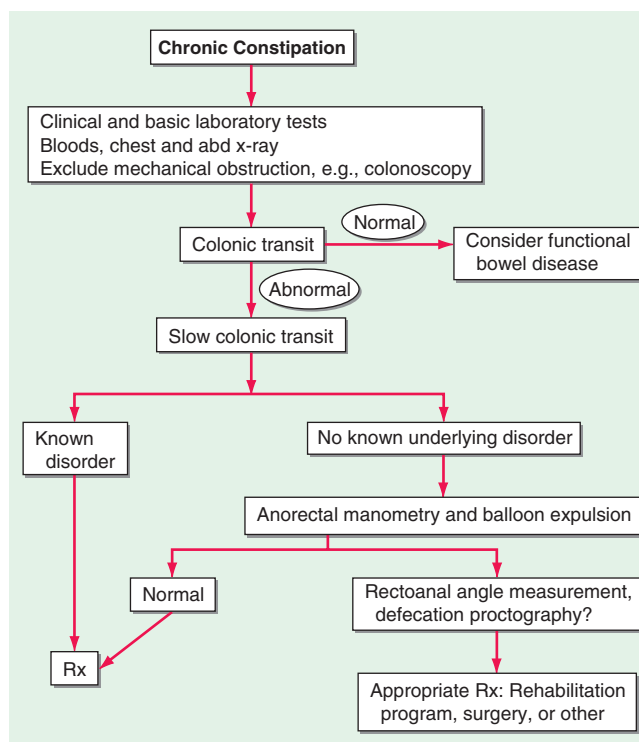 Chronic Constipation
Clinical and basic laboratory tests
Bloods, chest and abd x-ray
Exclude mechanical obstruction, e.g., colonoscopy
Colonic transit
Normal
Consider functional
bowel disease
Abnormal
Slow colonic transit
Known
disorder
No known underlying disorder
Anorectal manometry and balloon expulsion
Normal
Rectoanal angle measurement,
defecation proctography?
Rx
Appropriate Rx: Rehabilitation
program, surgery, or other